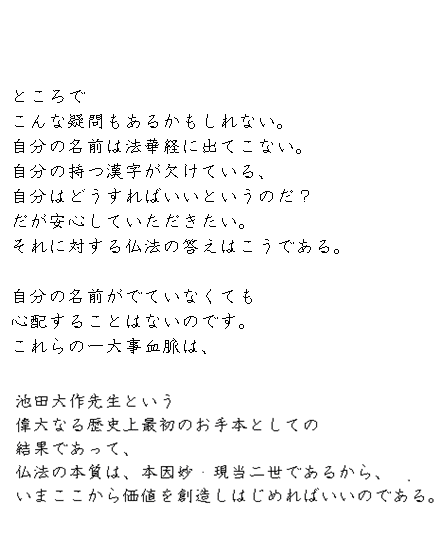 ところで
こんな疑問もあるかもしれない。
自分の名前は法華経に出てこない。
自分の持つ漢字が欠けている、
自分はどうすればいいというのだ？
だが安心していただきたい。
それに対する仏法の答えはこうである。
自分の名前がでていなくても
心配することはないのです。
これらの一大事血脈は、
池田大作先生という
偉大なる歴史上最初のお手本としての
結果であって、
仏法の本質は、本因妙・現当二世であるから、
いまここから価値を創造しはじめればいいのである。